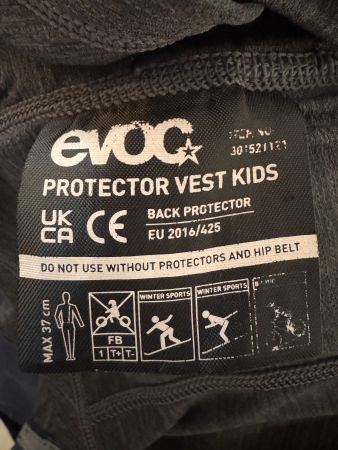 evoc
301521121
PROTECTOR VEST KIDS
UK
CA CE
BACK PROTECTOR
EU 2016/425
DO NOT USE WITHOUT PROTECTORS AND HIP BELT
MAX 37 cm
FB
1 T+ T-
WINTER SPORTS
WINTER SPORTS